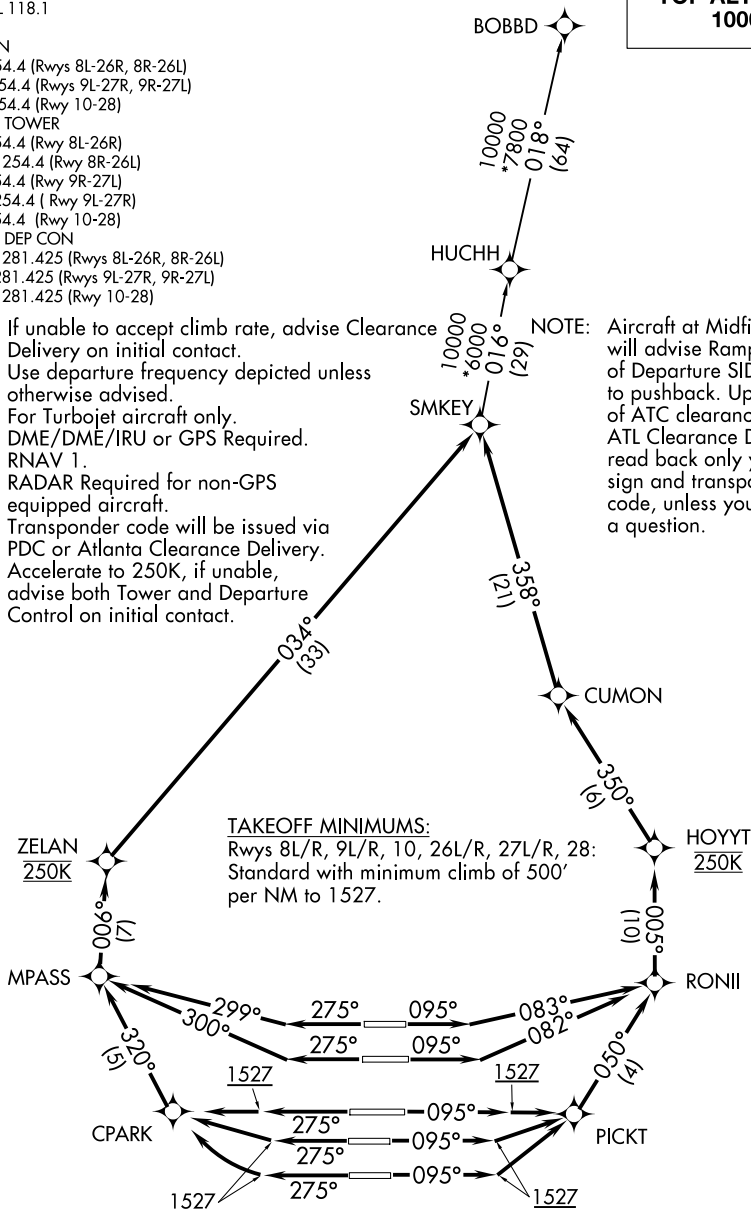 L 118.1
TOP ALT
1000
N
54.4 (Rwys 8L-26R, 8R-26L)
54.4 (Rwys 9L-27R, 9R-27L)
54.4 (Rwy 10-28)
TOWER
54.4 (Rwy 8L-26R)
254.4 (Rwy 8R-26L)
54.4 (Rwy 9R-27L)
254.4 ( Rwy 9L-27R)
54.4 (Rwy 10-28)
DEP CON
281.425 (Rwys 8L-26R, 8R-26L)
281.425 (Rwys 9L-27R, 9R-27L)
281.425 (Rwy 10-28)
BOBBD
10000
*7800
018°
(64)
HUCHH
10000
*6000
016°
(29)
SMKEY
If unable to accept climb rate, advise Clearance
Delivery on initial contact.
Use departure frequency depicted unless
otherwise advised.
For Turbojet aircraft only.
DME/DME/IRU or GPS Required.
RNAV 1.
RADAR Required for non-GPS
equipped aircraft.
Transponder code will be issued via
PDC or Atlanta Clearance Delivery.
Accelerate to 250K, if unable,
advise both Tower and Departure
Control on initial contact.
NOTE: Aircraft at Midfi
will advise Ramp
of Departure SID
to pushback. Up
of ATC clearanc
ATL Clearance D
read back only y
sign and transpo
code, unless you
a question.
034°
(33)
358°
(21)
CUMON
350°
(6)
ZELAN
250K
TAKEOFF MINIMUMS:
Rwys 8L/R, 9L/R, 10, 26L/R, 27L/R, 28:
Standard with minimum climb of 500'
per NM to 1527.
HOYYT
250K
006°
(7)
005°
(10)
MPASS
RONII
299°
275°
095°
083°
300°
275°
095°
082°
320°
(5)
050°
(4)
1527
1527
CPARK
275°
095°
PICKT
275°
095°
275°
095°
1527
1527